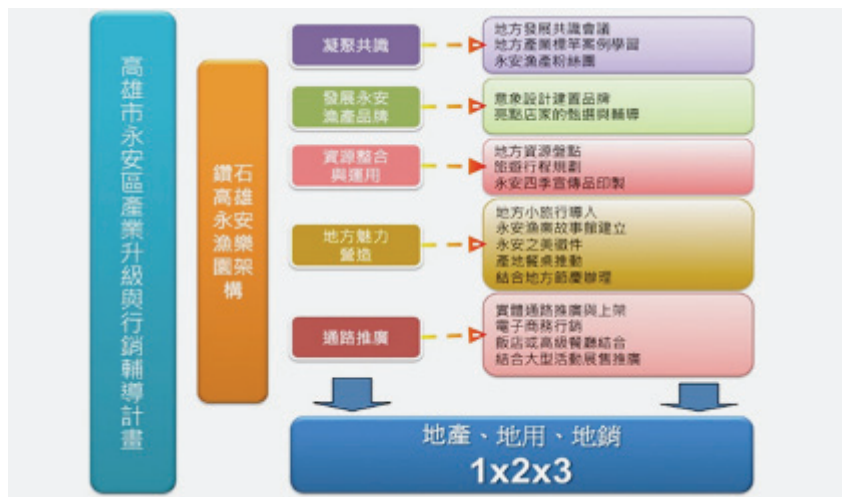 高雄市永安區產業升級與行銷輔導計畫
鑽石
高雄
永安
漁樂
園架
構
凝聚共識
地方發展共識會議
地方產業標竿案例學習
永安漁產粉絲團
發展永安
漁產品牌
意象設計建置品牌
亮點店家的甄選與輔導
資源整合
與運用
地方資源盤點
旅遊行程規劃
永安四季宣傳品印製
地方魅力
營造
地方小旅行導入
永安漁產故事館建立
永安之美徵件
產地餐桌推動
結合地方節慶辦理
通路推廣
實體通路推廣與上架
電子商務行銷
飯店或高級餐廳結合
結合大型活動展售推廣
地產、地用、地銷
1x2x3